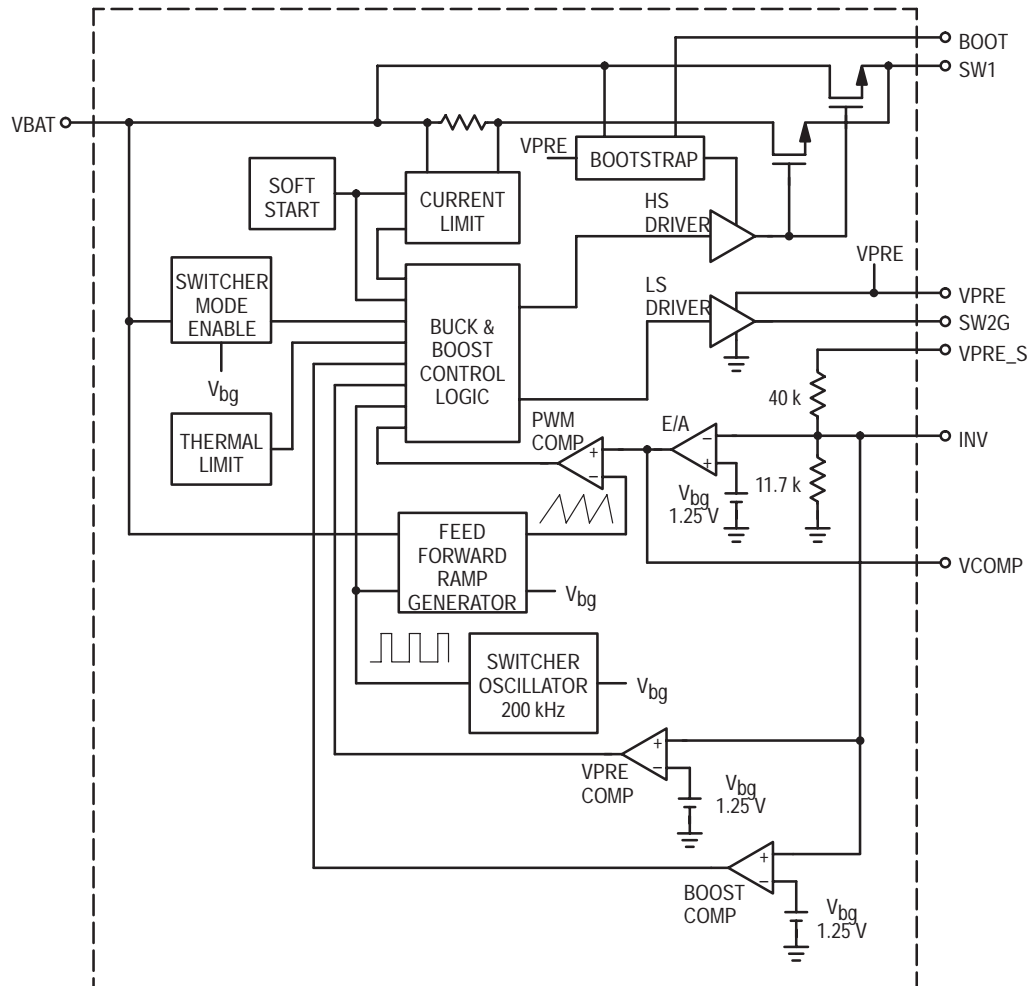 BOOT
SW1
VBAT
VPRE
BOOTSTRAP
SOFT
START
CURRENT
LIMIT
HS
DRIVER
VPRE
SWITCHER
MODE
ENABLE
Vbg
BUCK &
BOOST
CONTROL
LOGIC
LS
DRIVER
VPRE
SW2G
VPRE_S
40 k
THERMAL
LIMIT
PWM
COMP
+
−
E/A
−
+
INV
11.7 k
Vbg
1.25 V
FEED
FORWARD
RAMP
GENERATOR
Vbg
VCOMP
SWITCHER
OSCILLATOR
200 kHz
Vbg
+
−
VPRE
COMP
Vbg
1.25 V
+
−
BOOST
COMP
Vbg
1.25 V